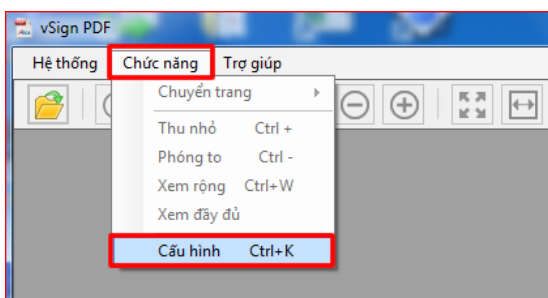 vSign PDF
Hệ thống Chức năng Trợ giúp
Chuyển trang
Thu nhỏ Ctrl +
Phóng to Ctrl -
Xem rộng Ctrl+W
Xem đầy đủ
Cấu hình Ctrl+K